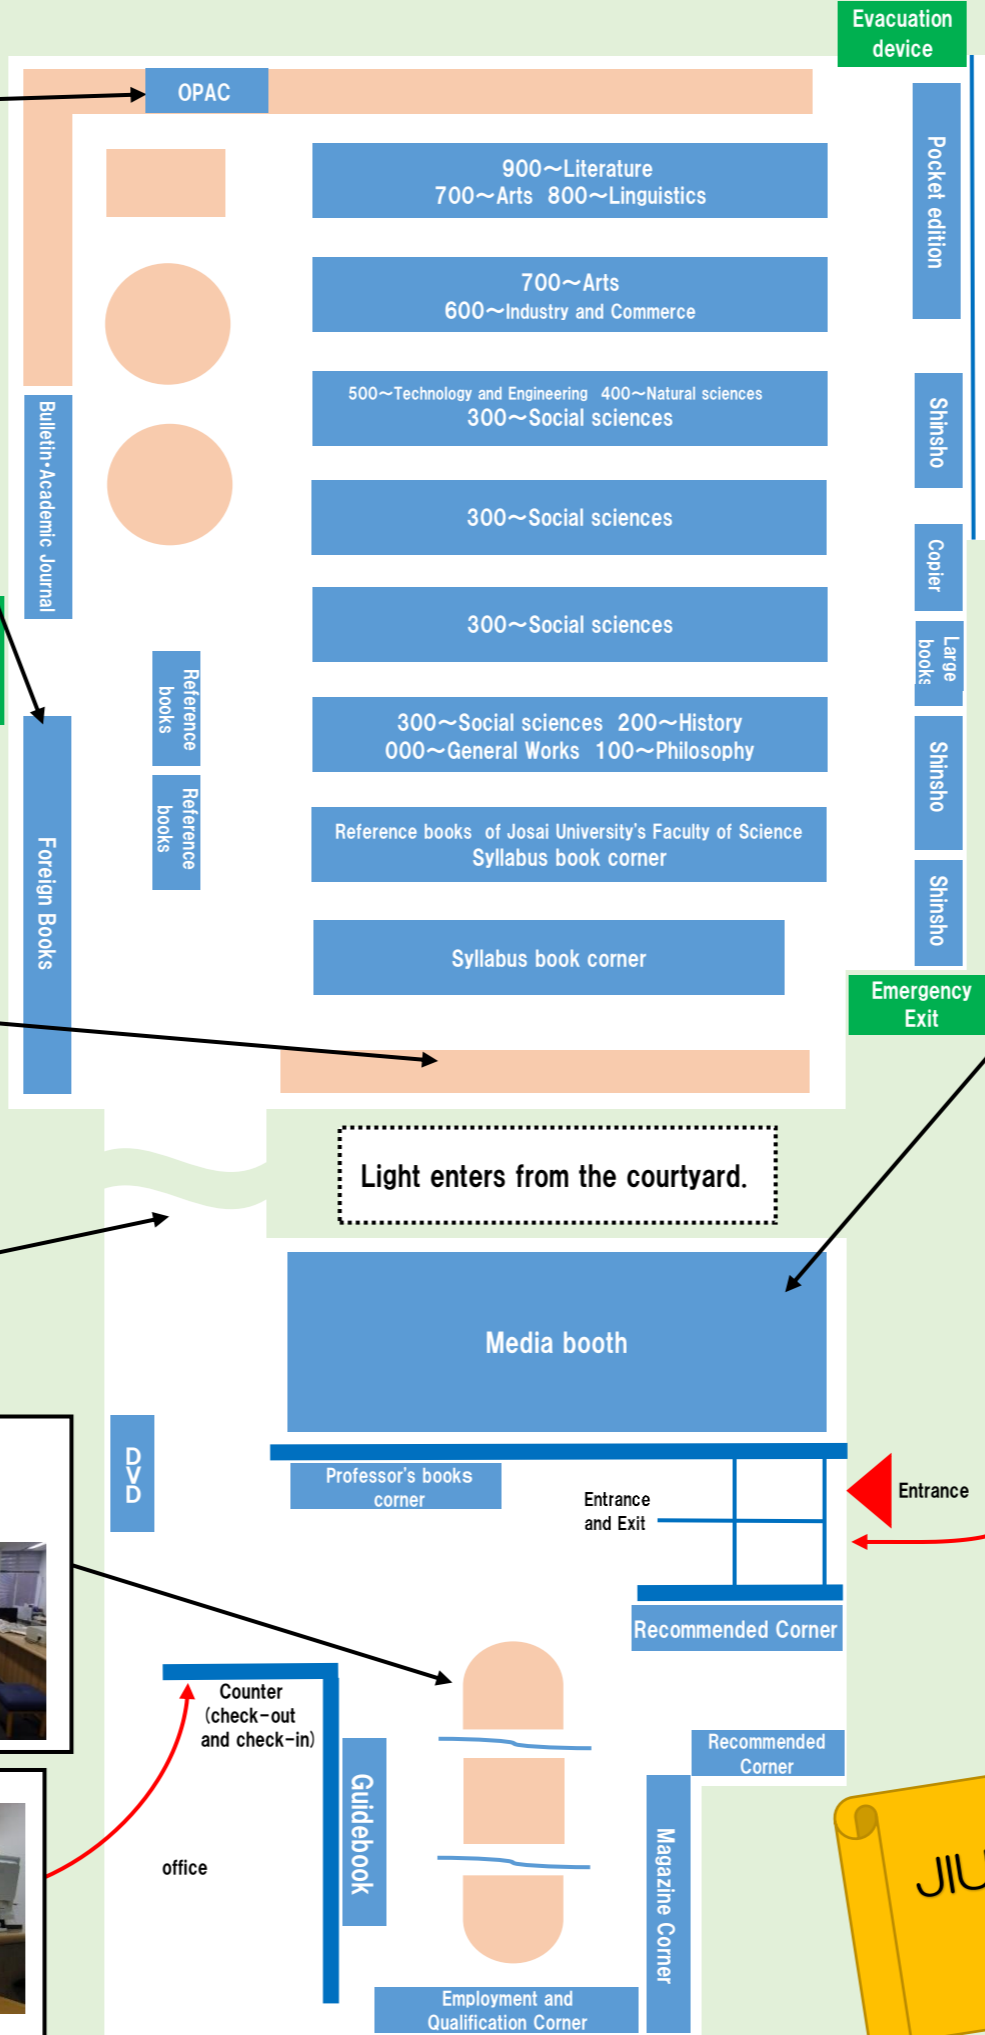 Evacuation
device
OPAC
900～Literature
700～Arts 800～Linguistics
Pocket edition
700～Arts
600～Industry and Commerce
500～Technology and Engineering 400～Natural sciences
300～Social sciences
Shinsho
Bulletin・Academic Journal
300～Social sciences
Copier
300～Social sciences
Large
books
Reference
books
300～Social sciences 200～History
000～General Works 100～Philosophy
Shinsho
Reference
books
Reference books of Josai University's Faculty of Science
Syllabus book corner
Foreign Books
Shinsho
Syllabus book corner
Emergency
Exit
Light enters from the courtyard.
Media booth
DVD
Professor's books
corner
Entrance
and Exit
Entrance
Recommended Corner
Counter
(check-out
and check-in)
Recommended
Corner
Guidebook
Magazine Corner
office
JIU
Employment and
Qualification Corner